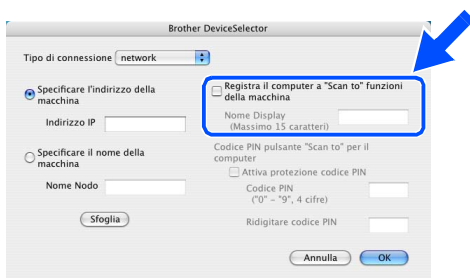 Brother DeviceSelector
Tipo di connessione network
Specificare l'indirizzo della
macchina
Indirizzo IP
Specificare il nome della
macchina
Nome Nodo
Sfoglia
Registra il computer a "Scan to" funzioni
della macchina
Nome Display
(Massimo 15 caratteri)
Codice PIN pulsante "Scan to" per il
computer
Attiva protezione codice PIN
Codice PIN
("0" – "9", 4 cifre)
Ridigitare codice PIN
Annulla
OK